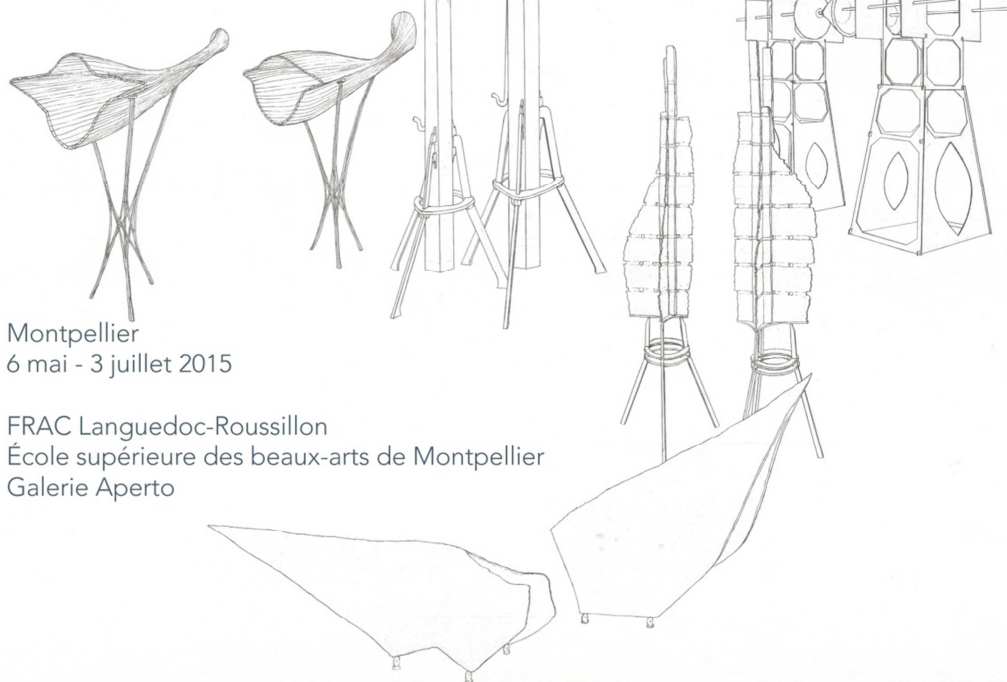 Montpellier
6 mai - 3 juillet 2015
FRAC Languedoc-Roussillon
École supérieure des beaux-arts de Montpellier
Galerie Aperto